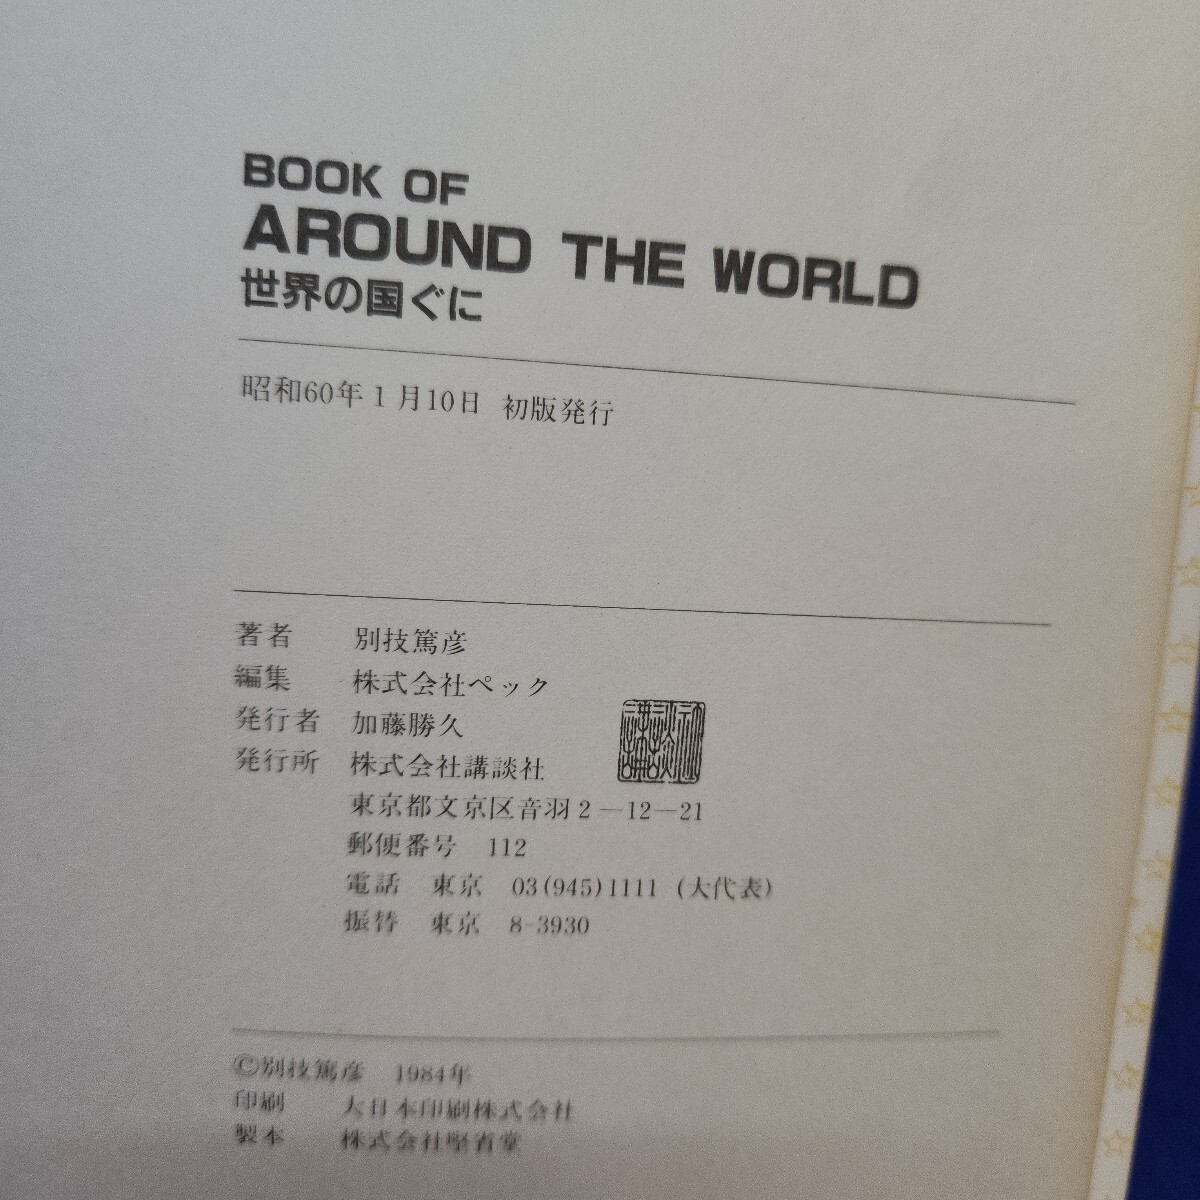 BOOK OF
AROUND THE WORLD
世界の国ぐに
昭和60年1月10日 初版発行
著者 別技篤彦
編集 株式会社ペック
発行者 加藤勝久
発行所 株式会社講談社
東京都文京区音羽2—12—21
郵便番号 112
電話 東京 03(945)1111 (大代表)
振替 東京 8-3930
©別技篤彦 1984年
印刷 大日本印刷株式会社
製本 株式会社堅省堂